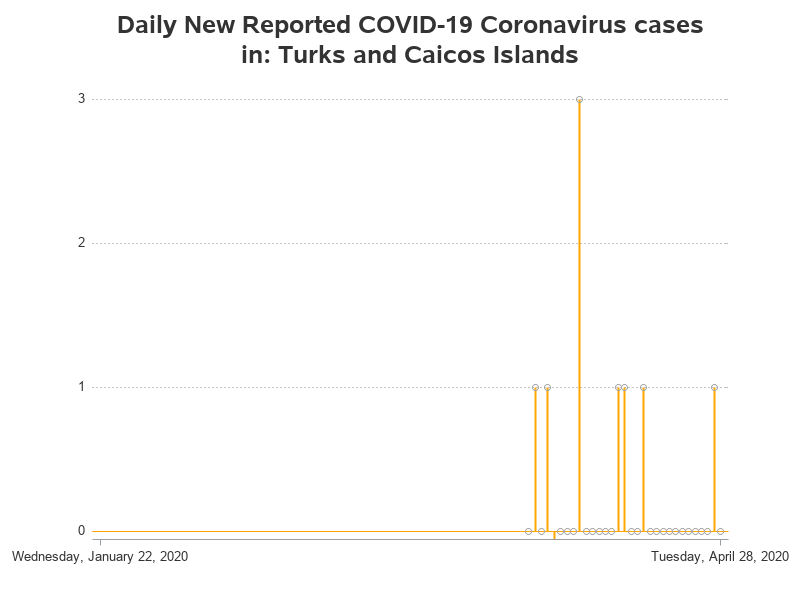 Daily New Reported COVID-19 Coronavirus cases
in: Turks and Caicos Islands
3
2
1
0
Wednesday, January 22, 2020
Tuesday, April 28, 2020